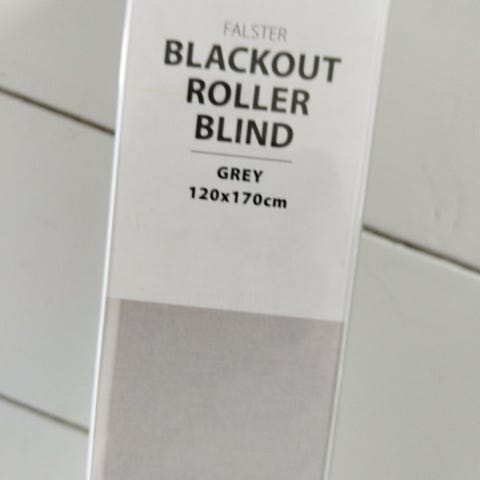 FALSTER
BLACKOUT
ROLLER
BLIND
GREY
120x170cm